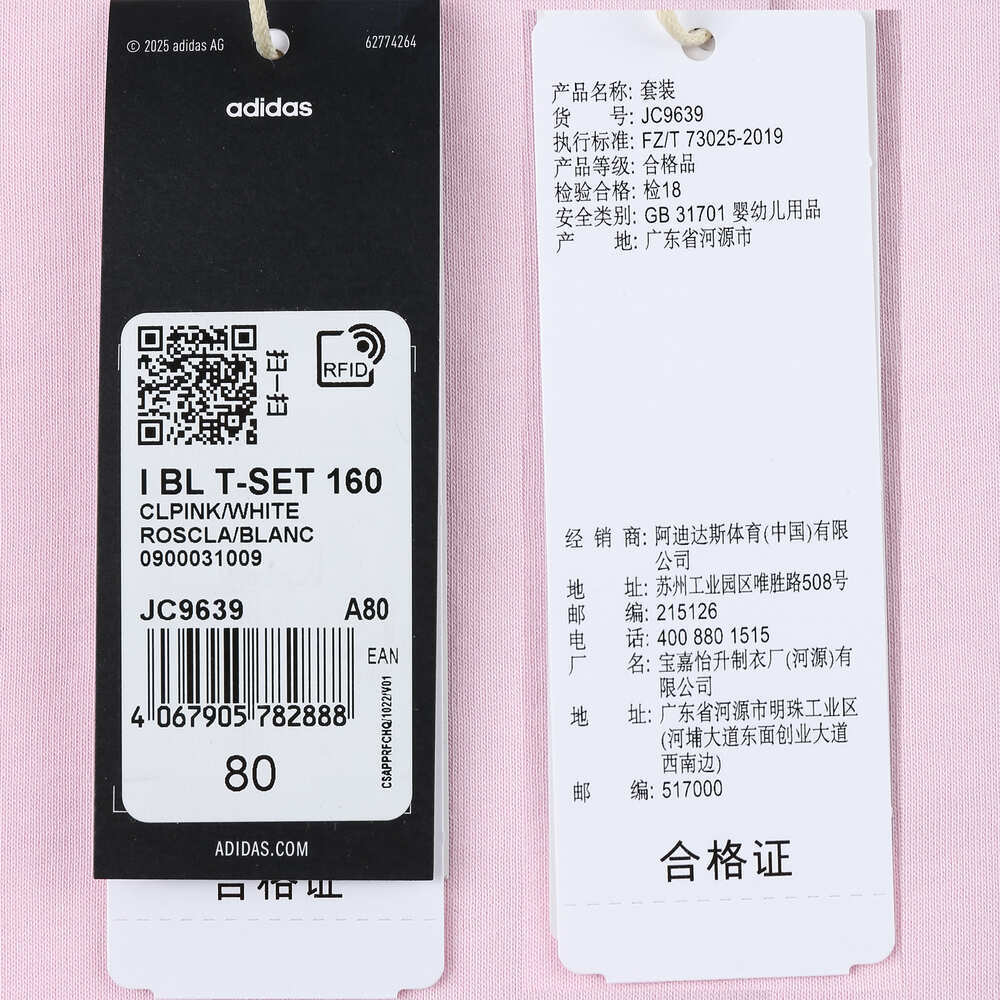 © 2025 adidas AG
62774264
adidas
扫一扫
RFID
I BL T-SET 160
CLPINK/WHITE
ROSCLA/BLANC
0900031009
JC9639
A80
EAN
4 067905 782888
CSAPPRFCHQ/1022/V01
80
ADIDAS.COM
合格证
产品名称: 套装
货 号: JC9639
执行标准: FZ/T 73025-2019
产品等级: 合格品
检验合格: 检18
安全类别: GB 31701 婴幼儿用品
产 地: 广东省河源市
经 销 商: 阿迪达斯体育(中国)有限
公司
地 址: 苏州工业园区唯胜路508号
邮 编: 215126
电 话: 400 880 1515
厂 名: 宝嘉怡升制衣厂(河源)有
限公司
地 址: 广东省河源市明珠工业区
(河埔大道东面创业大道
西南边)
邮 编: 517000
合格证